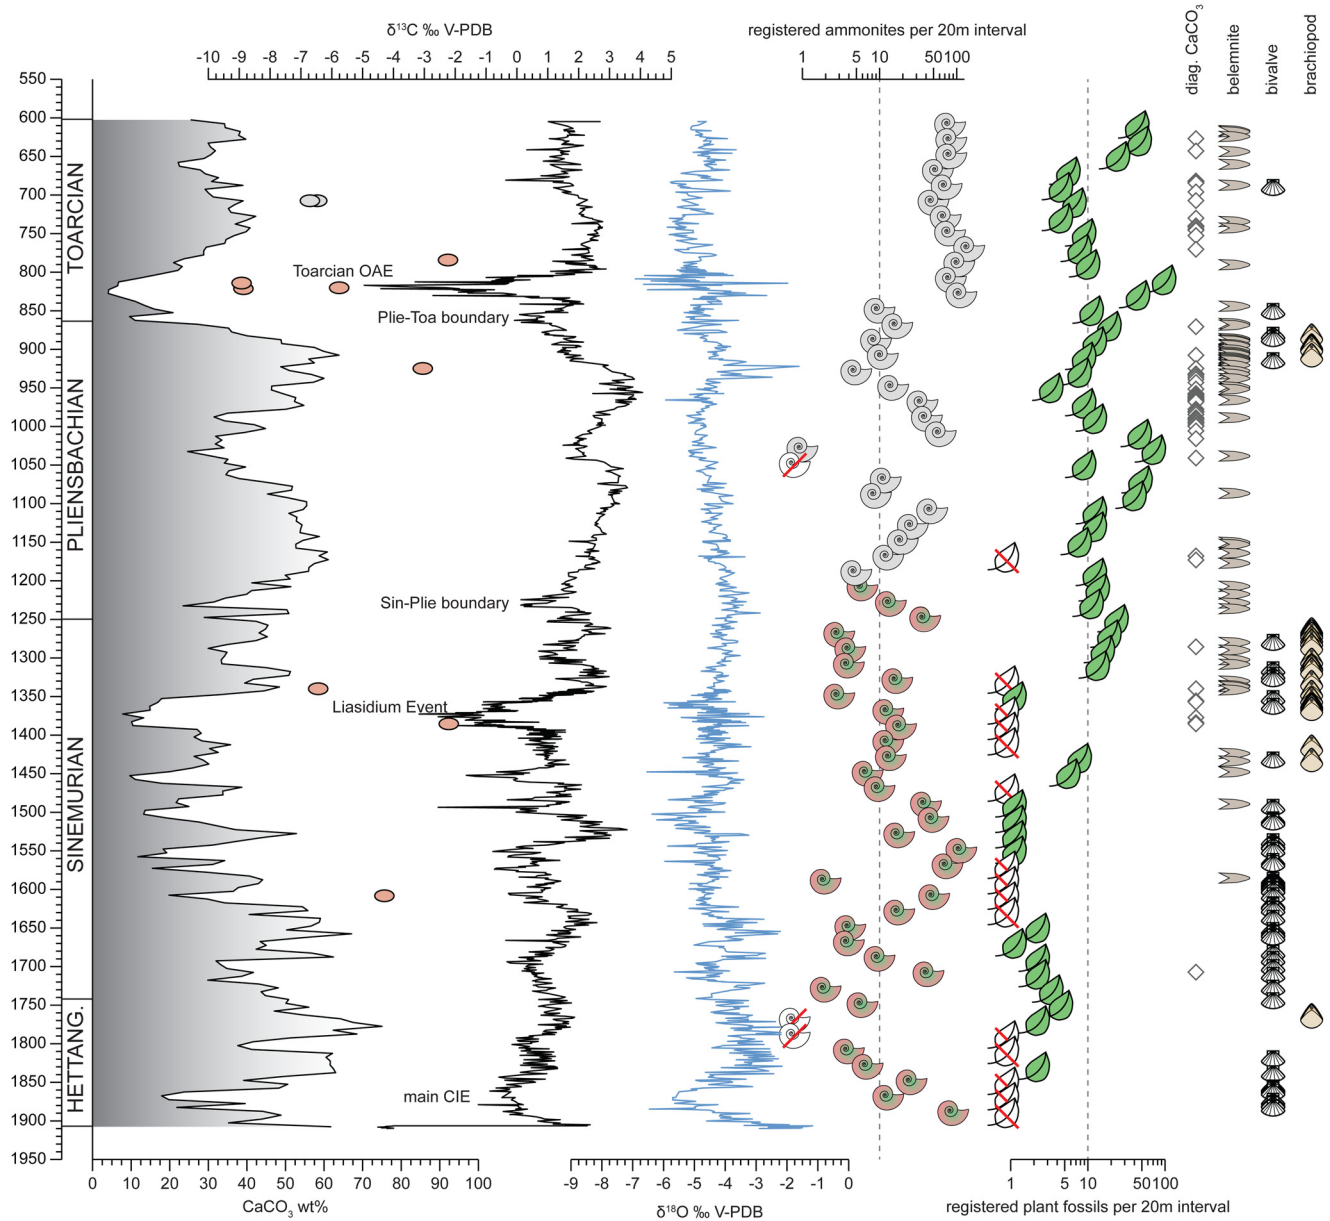 δ¹³C ‰ V-PDB
-10 -9 -8 -7 -6 -5 -4 -3 -2 -1 0 1 2 3 4 5
registered ammonites per 20m interval
1 5 10 50 100
diag. CaCO₃
belemnite
bivalve
brachiopod
550
600
650
700
750
800
850
900
950
1000
1050
1100
1150
1200
1250
1300
1350
1400
1450
1500
1550
1600
1650
1700
1750
1800
1850
1900
1950
TOARCIAN
PLIENSBACHIAN
SINEMURIAN
HETTANG.
Toarcian OAE
Plie-Toa boundary
Sin-Plie boundary
Liasidium Event
main CIE
0 10 20 30 40 50 60 70 80 90 100
CaCO₃ wt%
-9 -8 -7 -6 -5 -4 -3 -2 -1 0
δ¹⁸O ‰ V-PDB
1 5 10 50 100
registered plant fossils per 20m interval